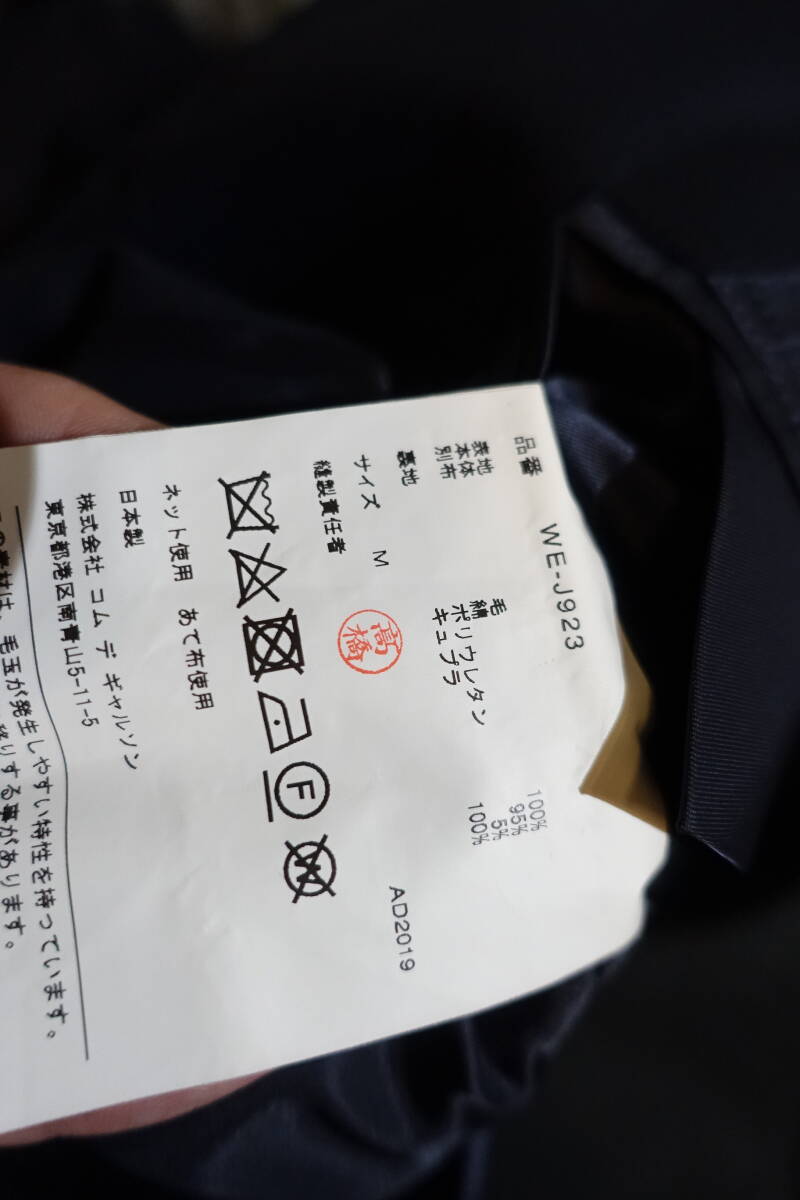 品番 WE-J923
表地
本体 毛 100%
別布 綿 95%
ポリウレタン 5%
裏地 キュプラ 100%
サイズ M AD2019
縫製責任者 高橋
F
W
ネット使用 あて布使用
日本製
株式会社 コム デ ギャルソン
東京都港区南青山5-11-5
の素材は、毛玉が発生しやすい特性を持っています。
移りする事があります。